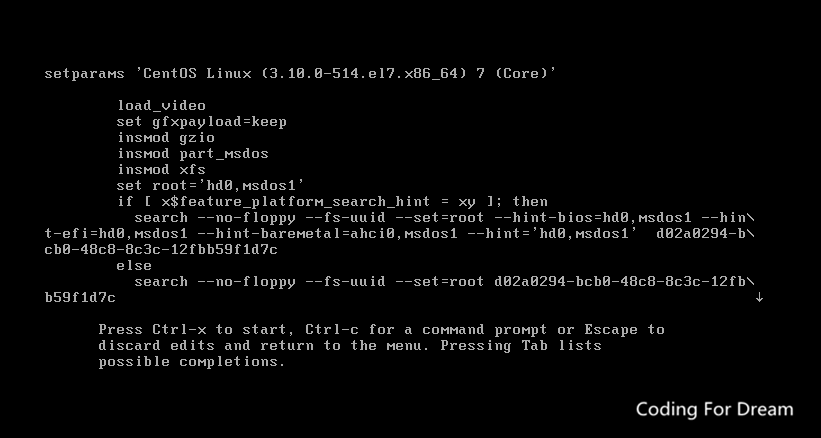 setparams 'CentOS Linux (3.10.0-514.el7.x86_64) 7 (Core)'
load_video
set gfxpayload=keep
insmod gzio
insmod part_msdos
insmod xfs
set root='hd0,msdos1'
if [ x$feature_platform_search_hint = xy ]; then
search --no-floppy --fs-uuid --set=root --hint-bios=hd0,msdos1 --hin\
t-efi=hd0,msdos1 --hint-baremetal=ahci0,msdos1 --hint='hd0,msdos1'  d02a0294-b\
cb0-48c8-8c3c-12fbb59f1d7c
else
search --no-floppy --fs-uuid --set=root d02a0294-bcb0-48c8-8c3c-12fb\
b59f1d7c ↓
Press Ctrl-x to start, Ctrl-c for a command prompt or Escape to
discard edits and return to the menu. Pressing Tab lists
possible completions.
Coding For Dream